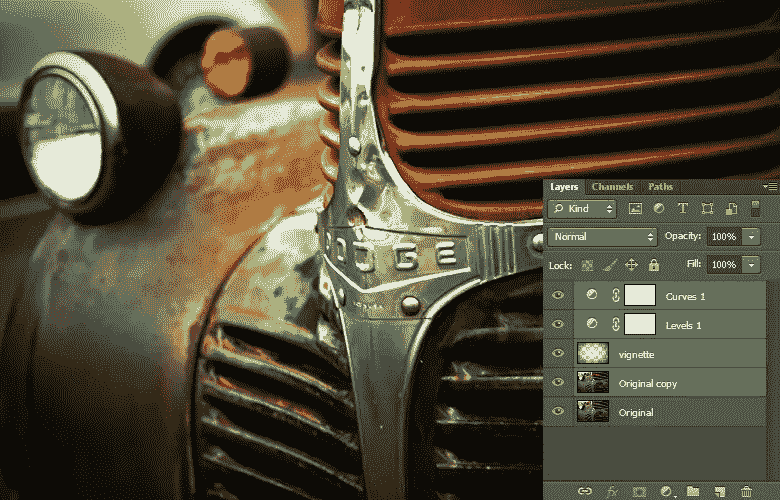 DODGE
Layers Channels Paths
Kind
Normal Opacity: 100%
Lock: Fill: 100%
Curves 1
Levels 1
vignette
Original copy
Original
fx